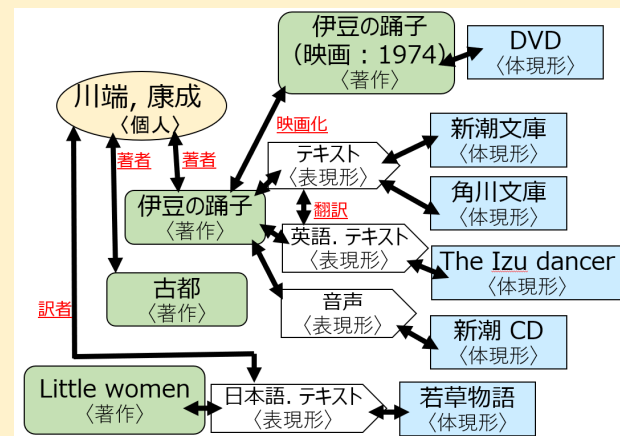 伊豆の踊子
（映画：1974）
〈著作〉
DVD
〈体現形〉
川端, 康成
〈個人〉
映画化
新潮文庫
〈体現形〉
テキスト
〈表現形〉
著者
著者
角川文庫
〈体現形〉
伊豆の踊子
〈著作〉
翻訳
英語. テキスト
〈表現形〉
The Izu dancer
〈体現形〉
古都
〈著作〉
音声
〈表現形〉
訳者
新潮 CD
〈体現形〉
Little women
〈著作〉
日本語. テキスト
〈表現形〉
若草物語
〈体現形〉